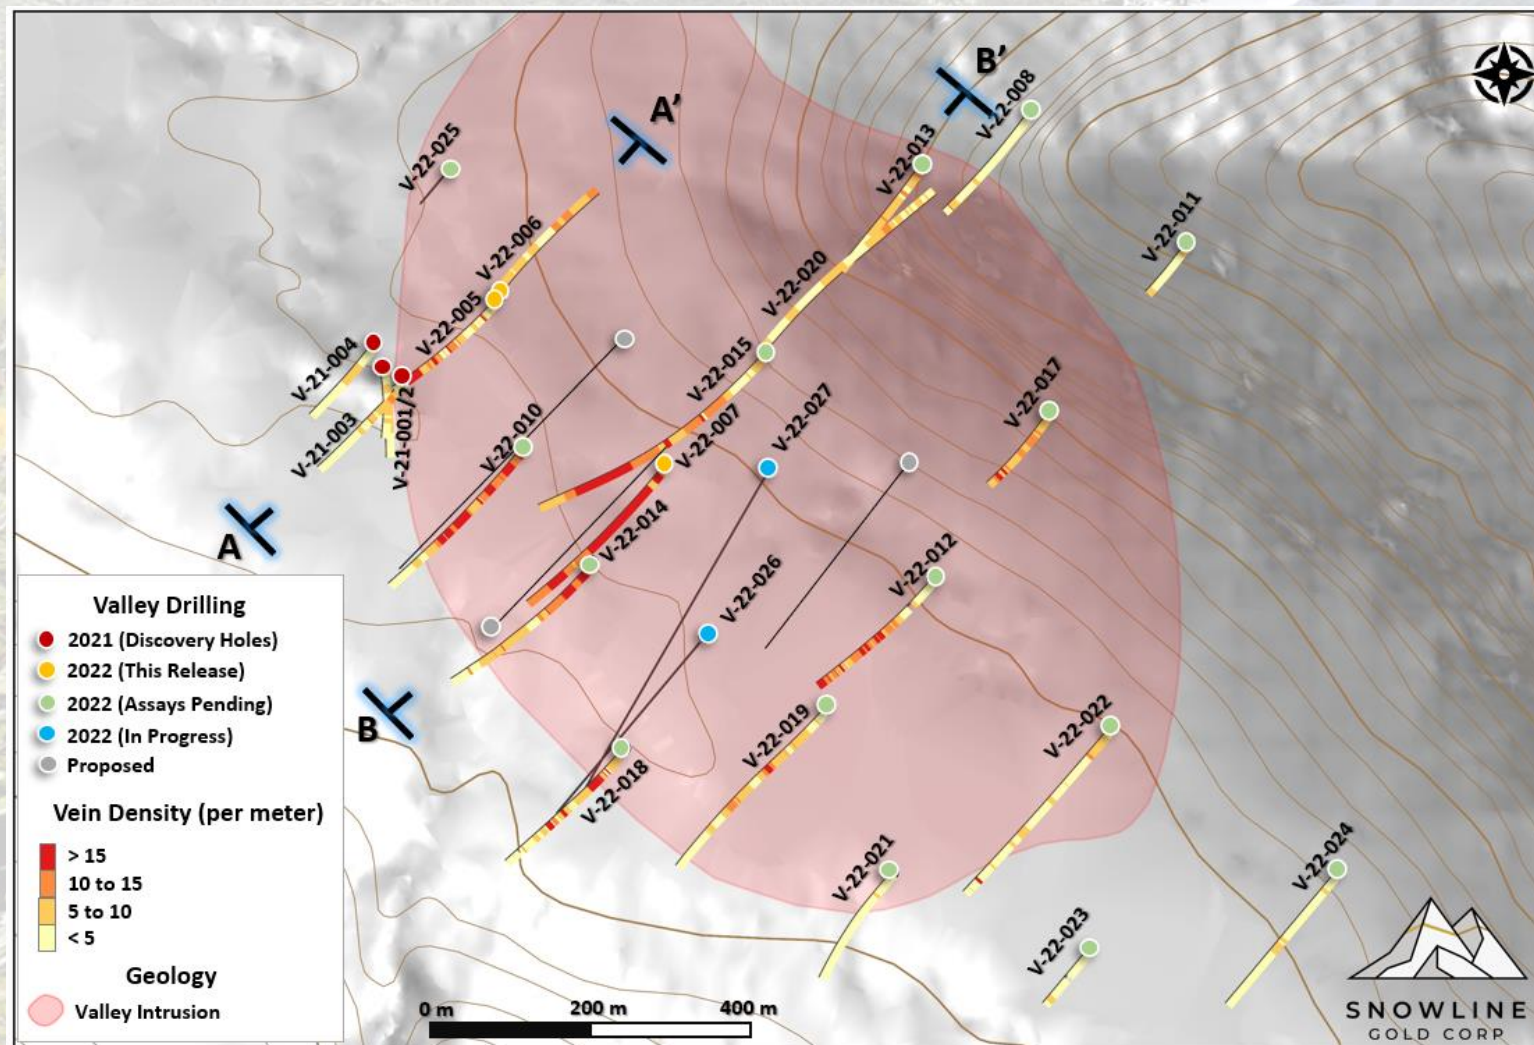 B'
A'
V-22-008
V-22-025
V-22-013
V-22-011
V-22-006
V-22-020
V-22-005
V-21-004
V-22-015
V-22-017
V-21-003
V-21-001/2
V-22-010
V-22-007
V-22-027
V-22-014
V-22-012
V-22-026
A
B
V-22-018
V-22-019
V-22-022
V-22-021
V-22-024
V-22-023
Valley Drilling
2021 (Discovery Holes)
2022 (This Release)
2022 (Assays Pending)
2022 (In Progress)
Proposed
Vein Density (per meter)
> 15
10 to 15
5 to 10
< 5
Geology
Valley Intrusion
0 m 200 m 400 m
SNOWLINE
GOLD CORP